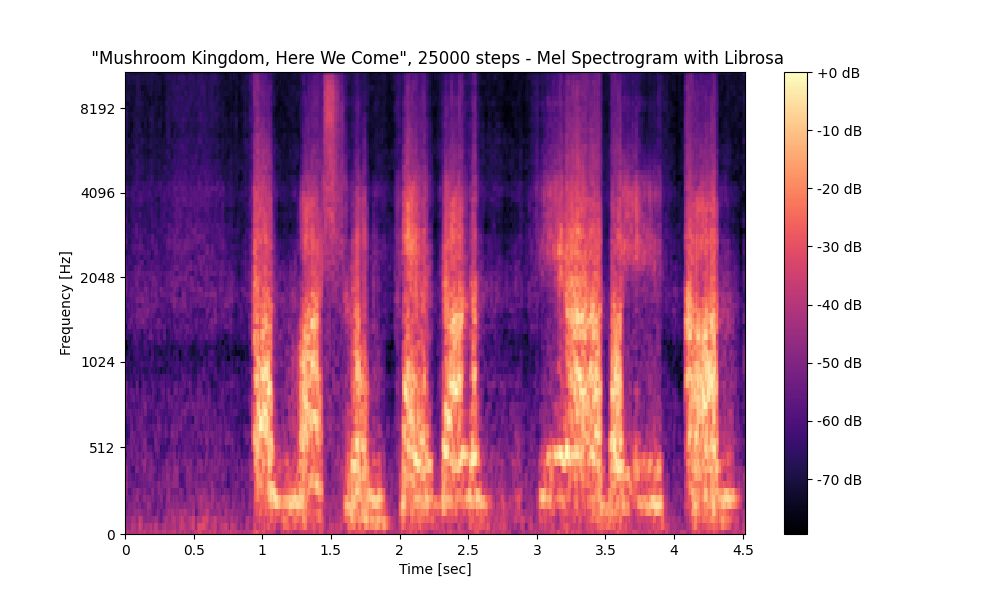 "Mushroom Kingdom, Here We Come", 25000 steps - Mel Spectrogram with Librosa
+0 dB
8192
-10 dB
4096
-20 dB
-30 dB
2048
Frequency [Hz]
-40 dB
1024
-50 dB
-60 dB
512
-70 dB
0
0 0.5 1 1.5 2 2.5 3 3.5 4 4.5
Time [sec]